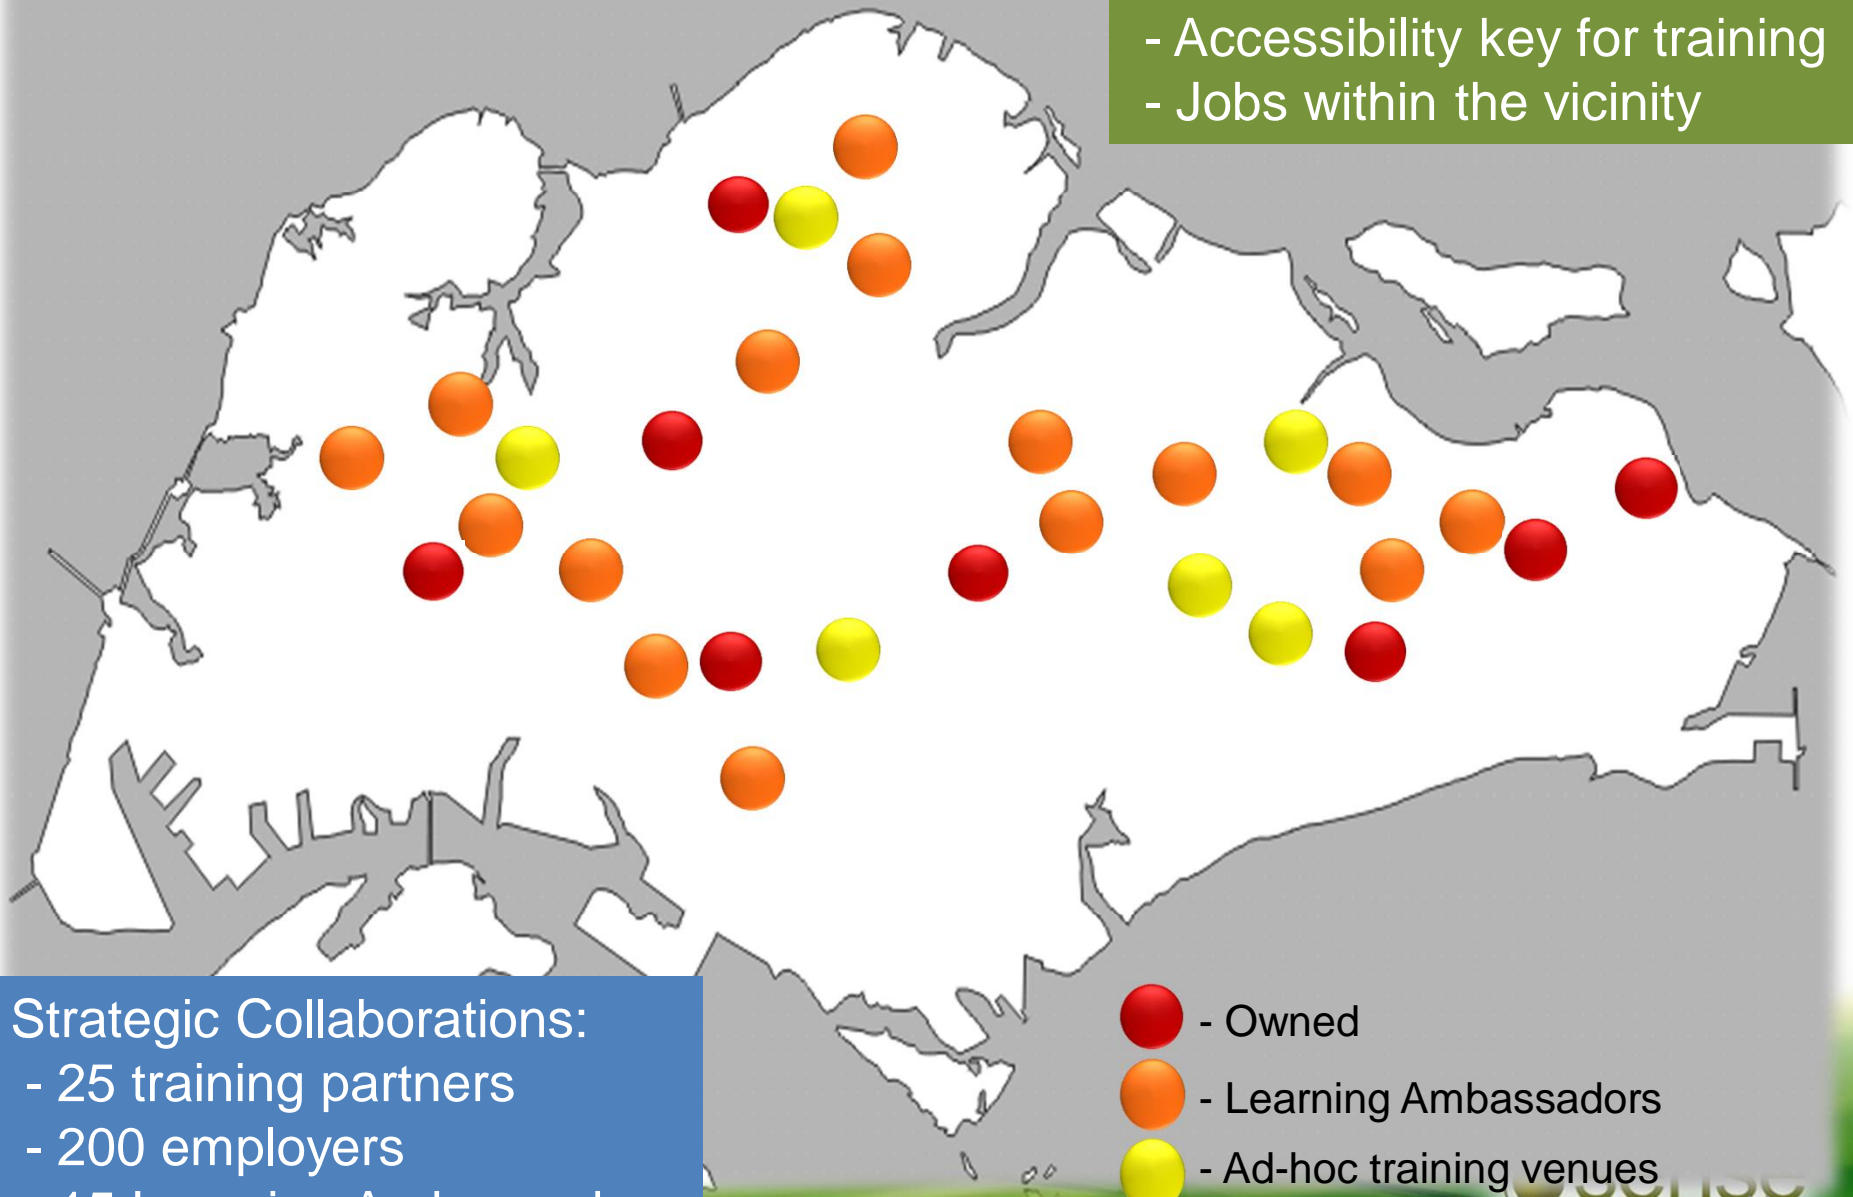 - Accessibility key for training
- Jobs within the vicinity
Strategic Collaborations:
- 25 training partners
- 200 employers
- Owned
- Learning Ambassadors
- Ad-hoc training venues